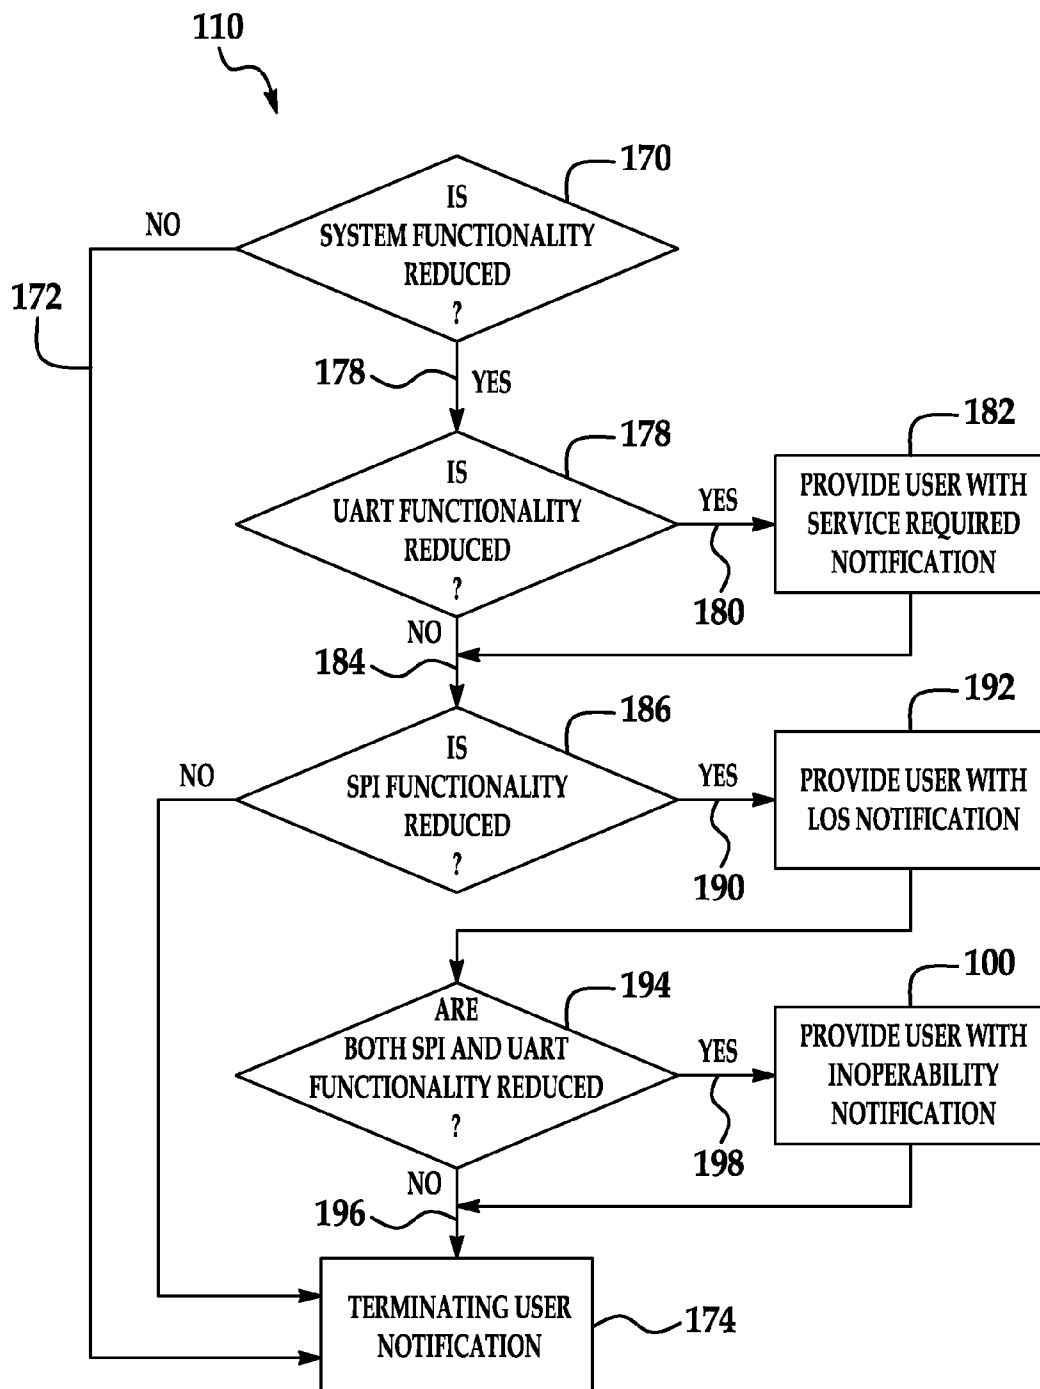 110
170
IS
SYSTEM FUNCTIONALITY
REDUCED
?
NO
172
178
YES
178
IS
UART FUNCTIONALITY
REDUCED
?
YES
180
182
PROVIDE USER WITH
SERVICE REQUIRED
NOTIFICATION
NO
184
186
IS
SPI FUNCTIONALITY
REDUCED
?
NO
YES
190
192
PROVIDE USER WITH
LOS NOTIFICATION
194
ARE
BOTH SPI AND UART
FUNCTIONALITY REDUCED
?
YES
198
100
PROVIDE USER WITH
INOPERABILITY
NOTIFICATION
NO
196
TERMINATING USER
NOTIFICATION
174